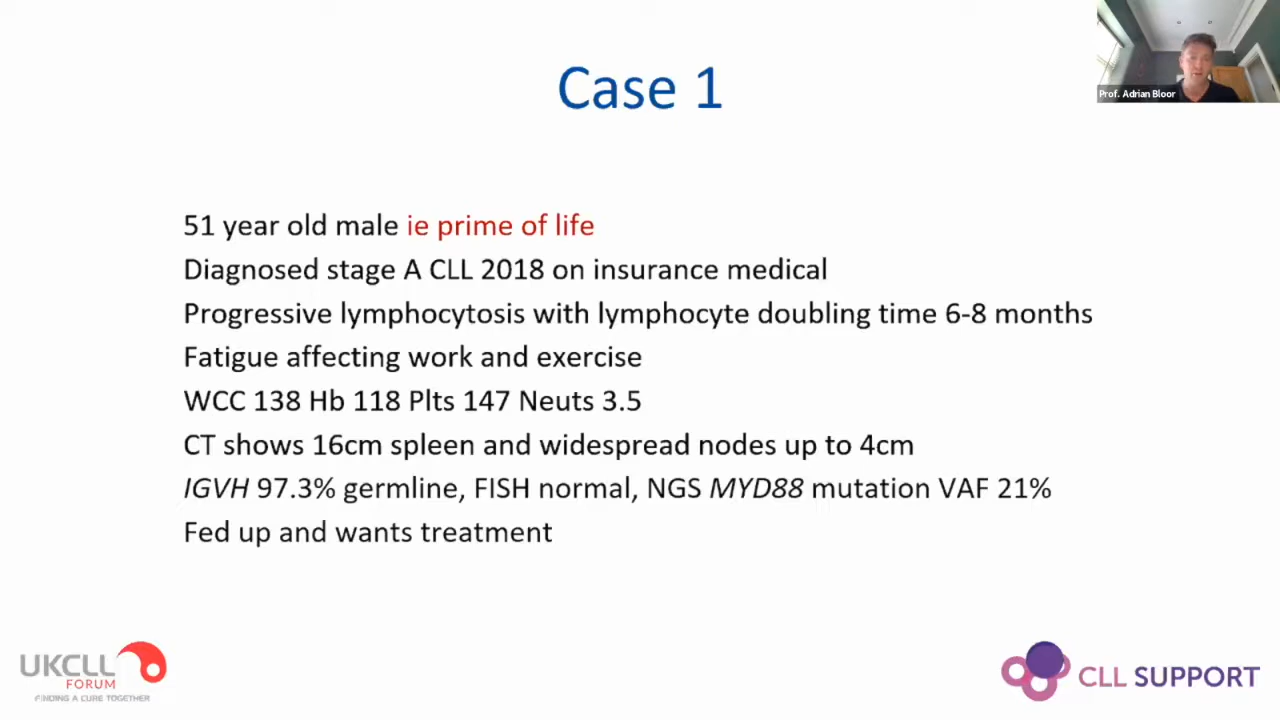 Prof. Adrian Bloor
Case 1
51 year old male ie prime of life
Diagnosed stage A CLL 2018 on insurance medical
Progressive lymphocytosis with lymphocyte doubling time 6-8 months
Fatigue affecting work and exercise
WCC 138 Hb 118 Plts 147 Neuts 3.5
CT shows 16cm spleen and widespread nodes up to 4cm
IGVH 97.3% germline, FISH normal, NGS MYD88 mutation VAF 21%
Fed up and wants treatment
UKCLL
FORUM
FINDING A CURE TOGETHER
CLL SUPPORT